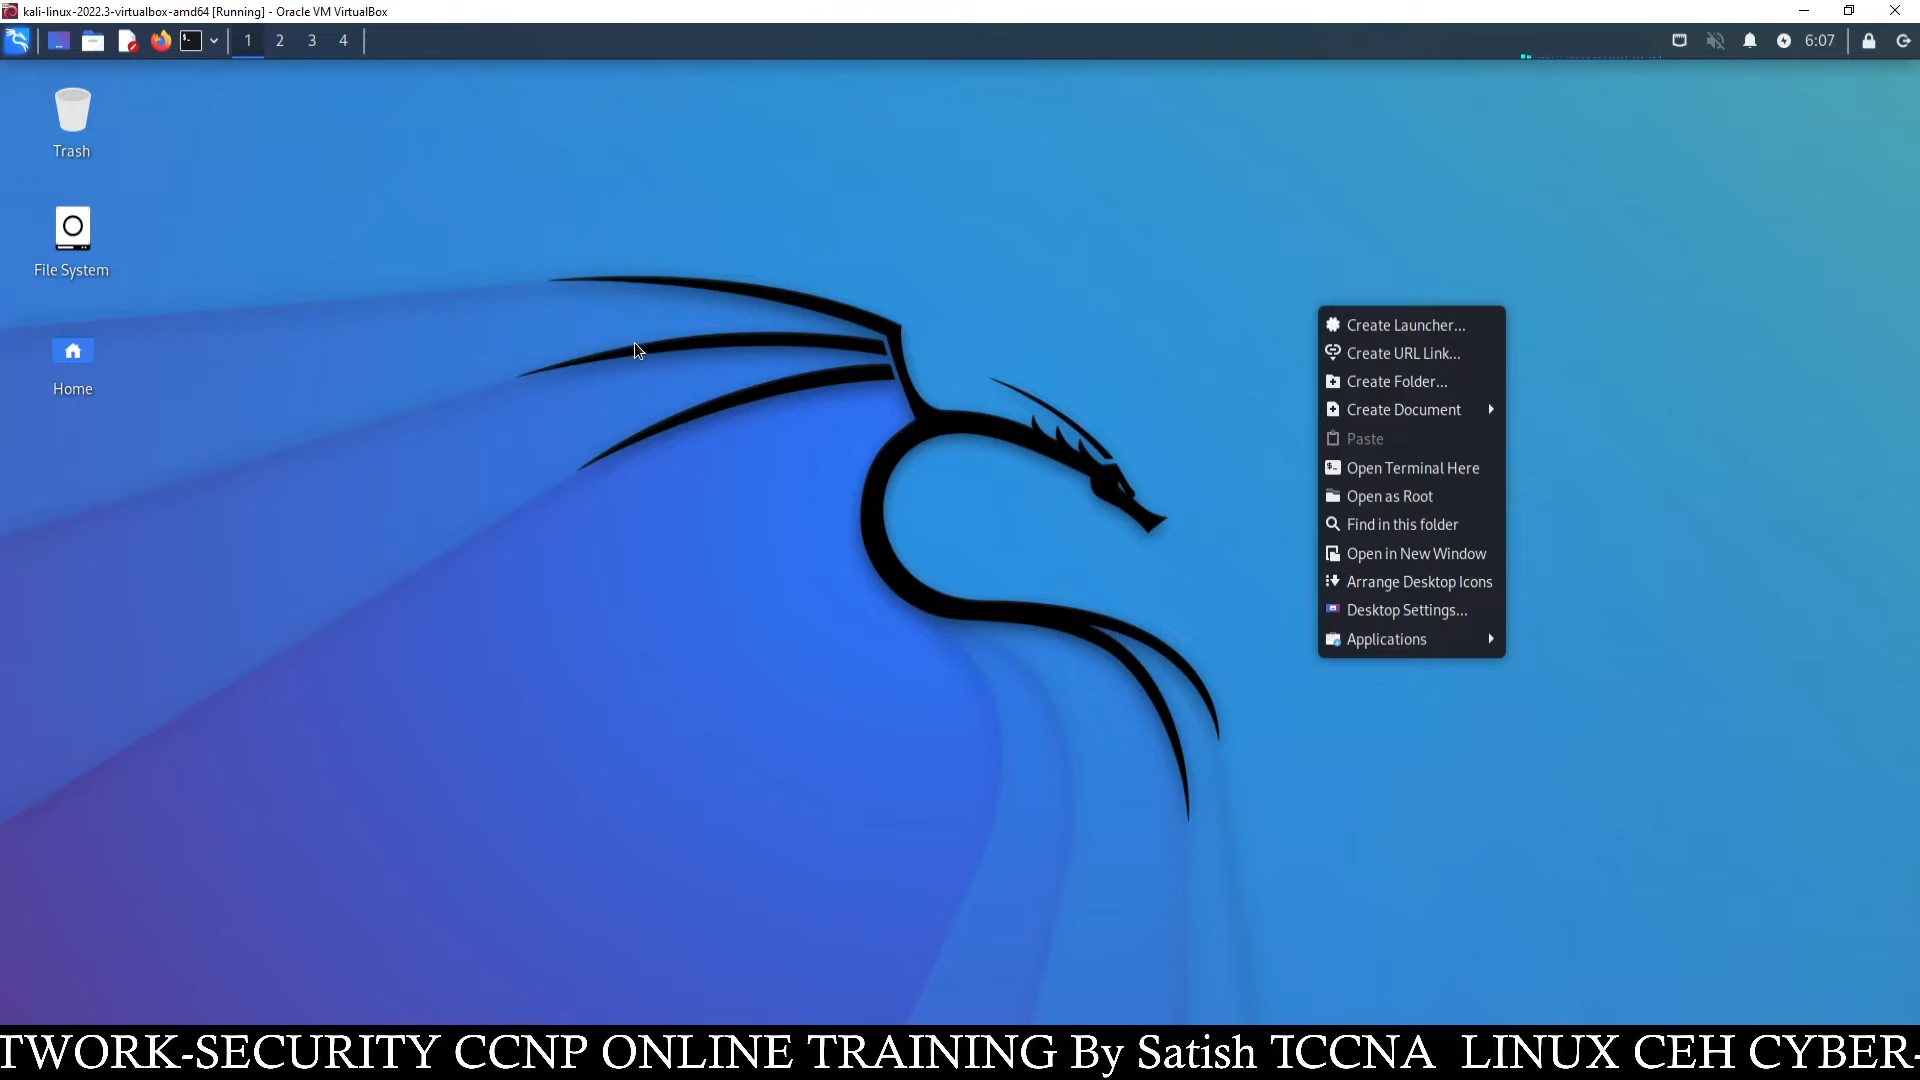 kali-linux-2022.3-virtualbox-amd64 [Running] - Oracle VM VirtualBox
1 2 3 4
6:07
Trash
File System
Home
Create Launcher...
Create URL Link...
Create Folder...
Create Document
Paste
Open Terminal Here
Open as Root
Find in this folder
Open in New Window
Arrange Desktop Icons
Desktop Settings...
Applications
TWORK-SECURITY CCNP ONLINE TRAINING By Satish TCCNA LINUX CEH CYBER-